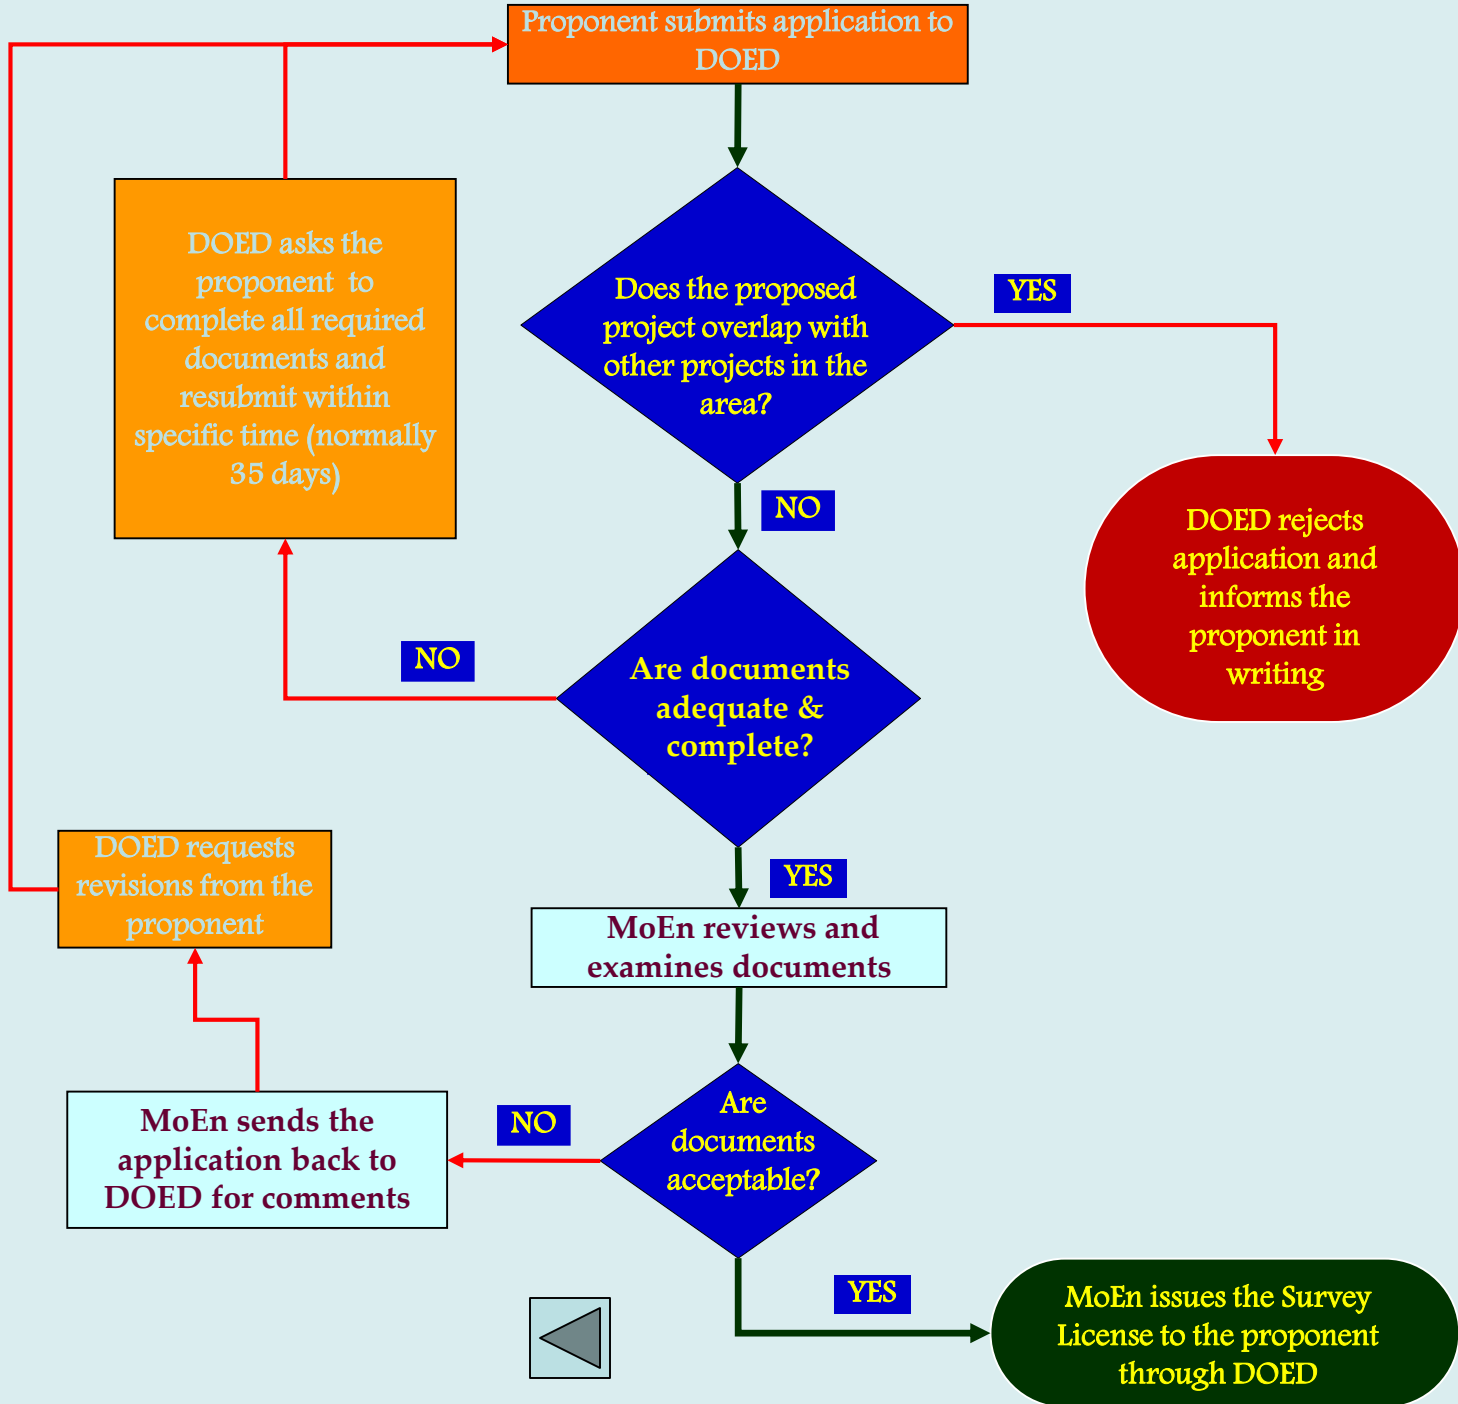 Proponent submits application to
DOED
DOED asks the
proponent to
complete all required
documents and
resubmit within
specific time (normally
35 days)
Does the proposed
project overlap with
other projects in the
area?
YES
NO
DOED rejects
application and
informs the
proponent in
writing
NO
Are documents
adequate &
complete?
YES
DOED requests
revisions from the
proponent
MoEn reviews and
examines documents
MoEn sends the
application back to
DOED for comments
NO
Are
documents
acceptable?
YES
MoEn issues the Survey
License to the proponent
through DOED